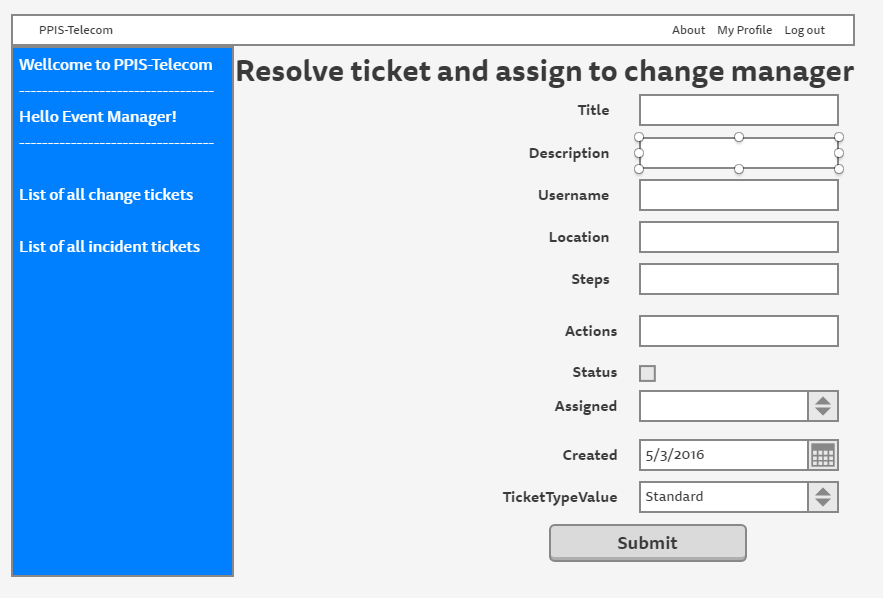 PPIS-Telecom
About My Profile Log out
Wellcome to PPIS-Telecom
----------------------------------
Hello Event Manager!
----------------------------------
List of all change tickets
List of all incident tickets
Resolve ticket and assign to change manager
Title
Description
Username
Location
Steps
Actions
Status
Assigned
Created 5/3/2016
TicketTypeValue Standard
Submit